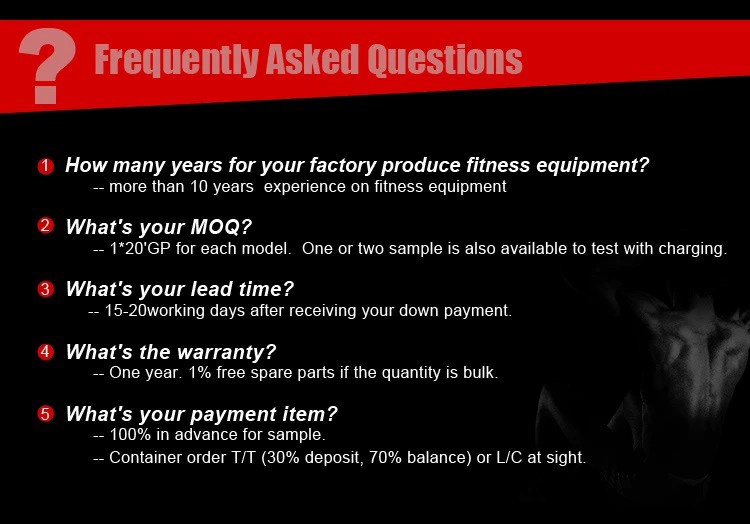 ? Frequently Asked Questions
1 How many years for your factory produce fitness equipment?
-- more than 10 years  experience on fitness equipment
2 What's your MOQ?
-- 1*20'GP for each model.  One or two sample is also available to test with charging.
3 What's your lead time?
-- 15-20working days after receiving your down payment.
4 What's the warranty?
-- One year. 1% free spare parts if the quantity is bulk.
5 What's your payment item?
-- 100% in advance for sample.
-- Container order T/T (30% deposit, 70% balance) or L/C at sight.